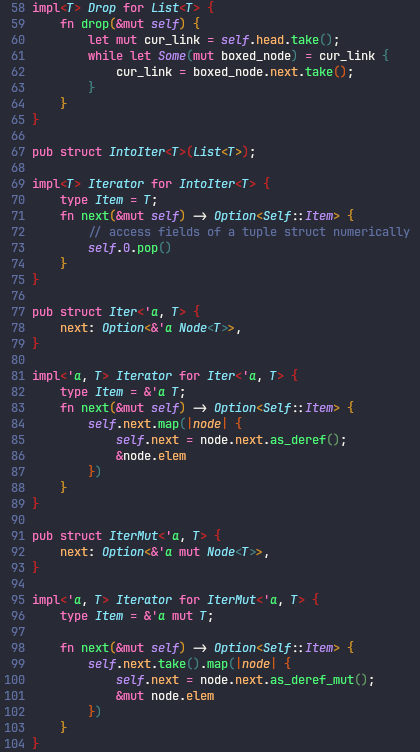 58 impl<T> Drop for List<T> {
59     fn drop(&mut self) {
60         let mut cur_link = self.head.take();
61         while let Some(mut boxed_node) = cur_link {
62             cur_link = boxed_node.next.take();
63         }
64     }
65 }
66
67 pub struct IntoIter<T>(List<T>);
68
69 impl<T> Iterator for IntoIter<T> {
70     type Item = T;
71     fn next(&mut self) -> Option<Self::Item> {
72         // access fields of a tuple struct numerically
73         self.0.pop()
74     }
75 }
76
77 pub struct Iter<'a, T> {
78     next: Option<&'a Node<T>>,
79 }
80
81 impl<'a, T> Iterator for Iter<'a, T> {
82     type Item = &'a T;
83     fn next(&mut self) -> Option<Self::Item> {
84         self.next.map(|node| {
85             self.next = node.next.as_deref();
86             &node.elem
87         })
88     }
89 }
90
91 pub struct IterMut<'a, T> {
92     next: Option<&'a mut Node<T>>,
93 }
94
95 impl<'a, T> Iterator for IterMut<'a, T> {
96     type Item = &'a mut T;
97
98     fn next(&mut self) -> Option<Self::Item> {
99         self.next.take().map(|node| {
100             self.next = node.next.as_deref_mut();
101             &mut node.elem
102         })
103     }
104 }